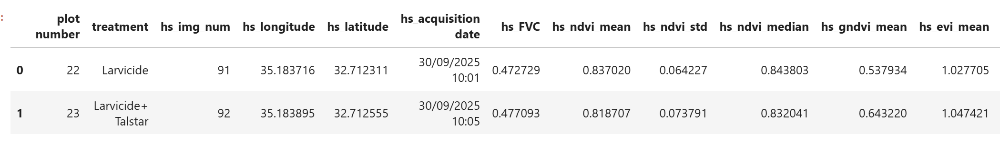 :
plot number treatment hs_img_num hs_longitude hs_latitude hs_acquisition date hs_FVC hs_ndvi_mean hs_ndvi_std hs_ndvi_median hs_gndvi_mean hs_evi_mean
0 22 Larvicide 91 35.183716 32.712311 30/09/2025 10:01 0.472729 0.837020 0.064227 0.843803 0.537934 1.027705
1 23 Larvicide+ Talstar 92 35.183895 32.712555 30/09/2025 10:05 0.477093 0.818707 0.073791 0.832041 0.643220 1.047421